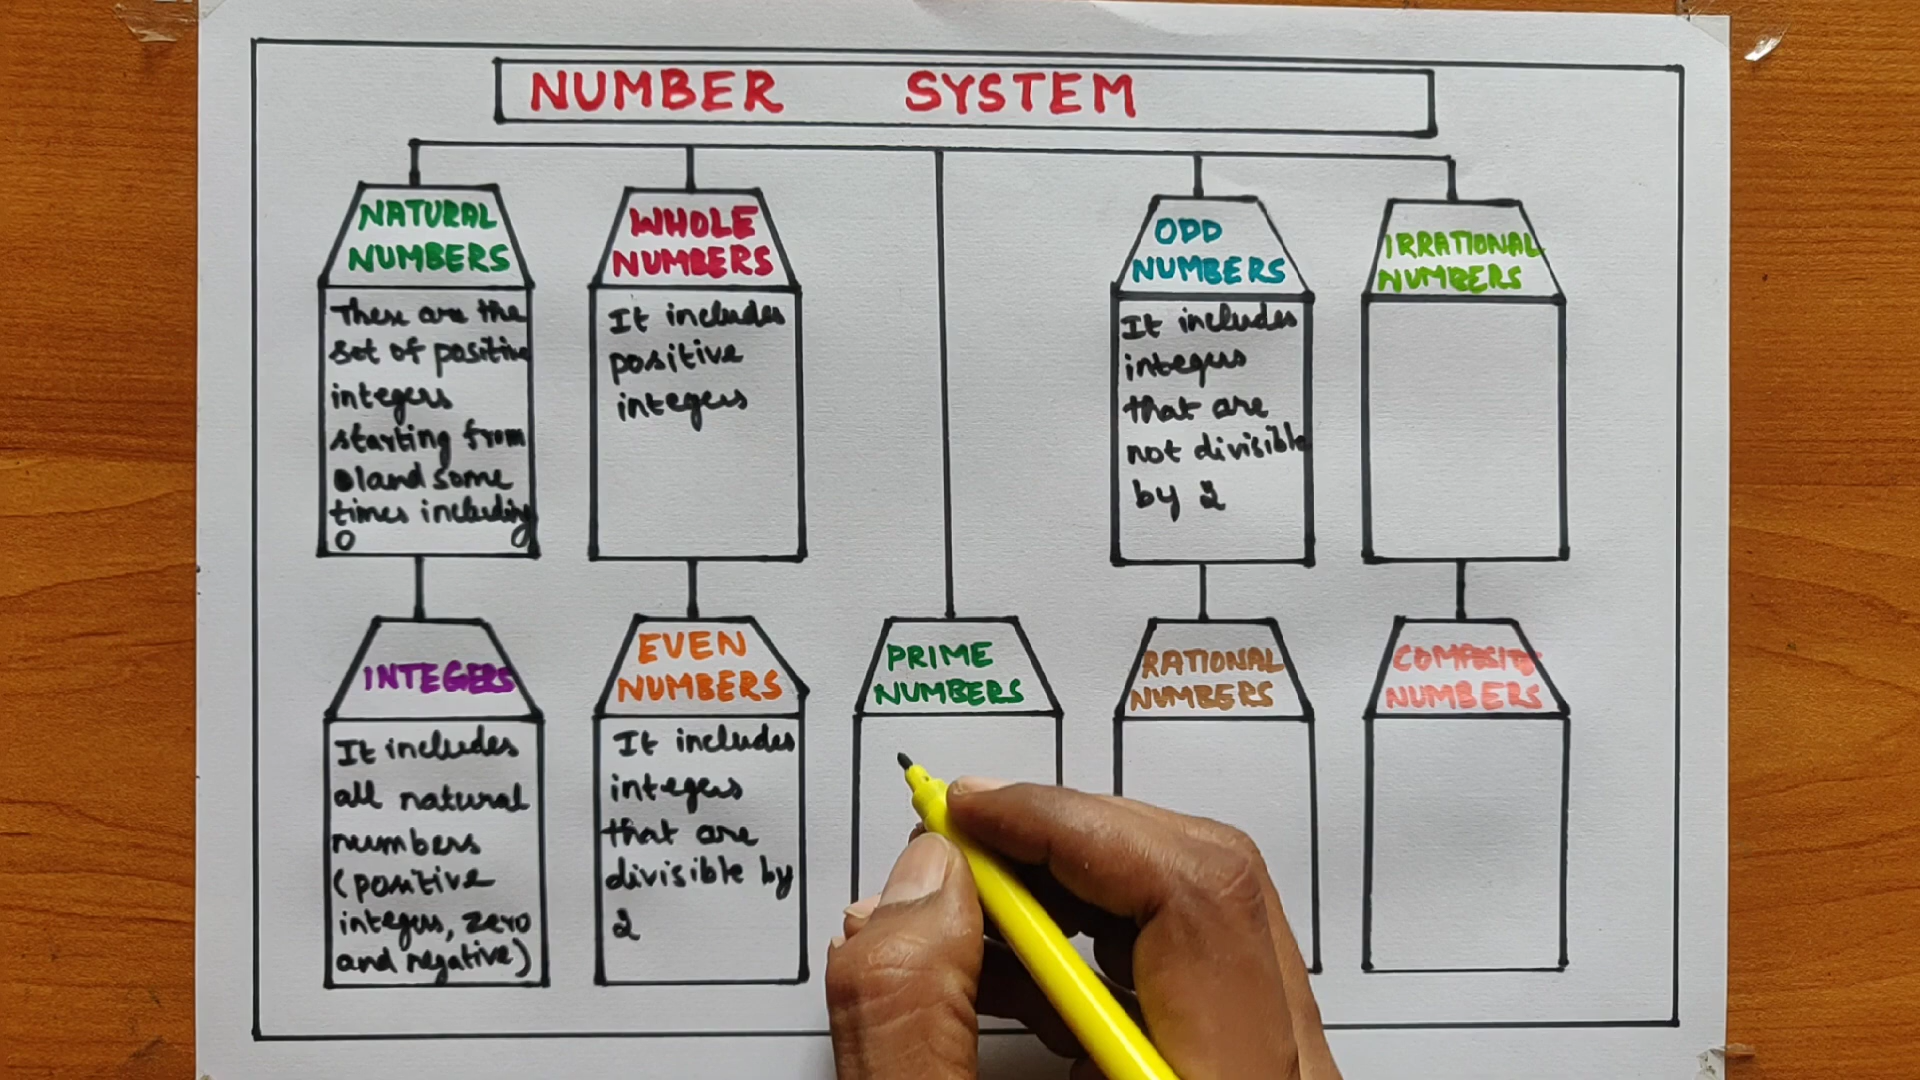 NUMBER SYSTEM
NATURAL
NUMBERS
These are the
set of positive
integers
starting from
1 and some
times including
0
WHOLE
NUMBERS
It includes
positive
integers
ODD
NUMBERS
It includes
integers
that are
not divisible
by 2
IRRATIONAL
NUMBERS
INTEGERS
It includes
all natural
numbers
(positive
integers, zero
and negative)
EVEN
NUMBERS
It includes
integers
that are
divisible by
2
PRIME
NUMBERS
RATIONAL
NUMBERS
COMPOSITE
NUMBERS